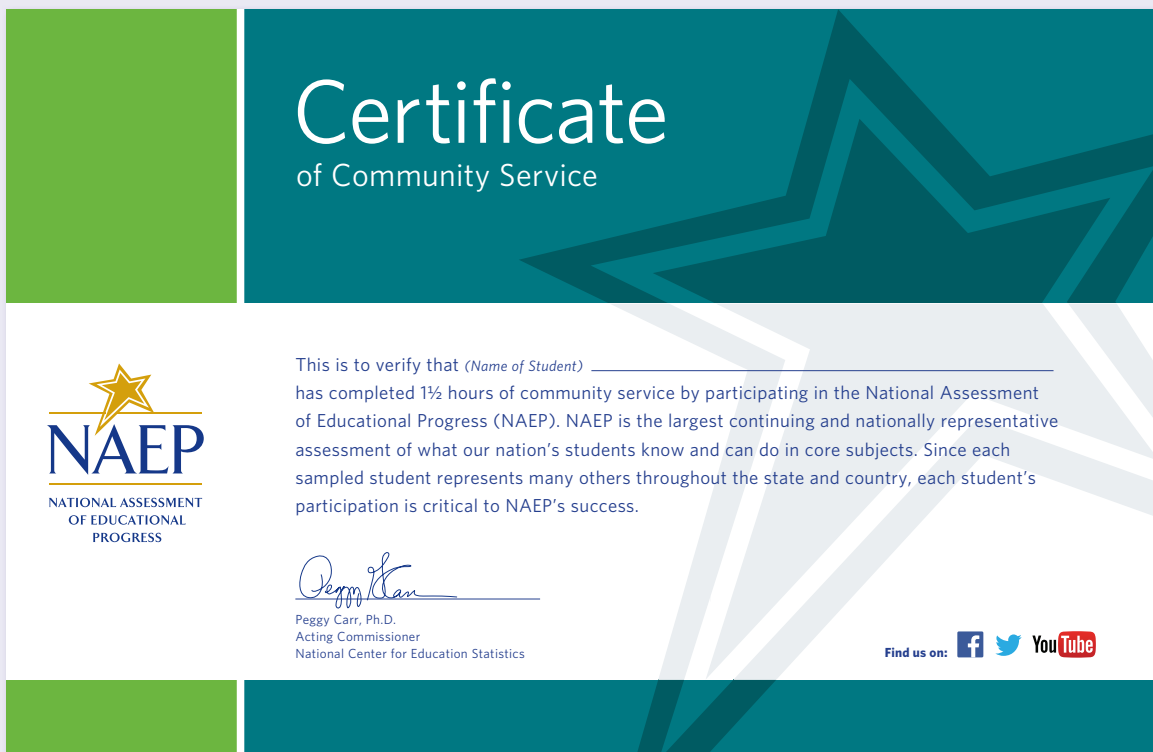 Certificate
of Community Service
This is to verify that (Name of Student)
has completed 1½ hours of community service by participating in the National Assessment
of Educational Progress (NAEP). NAEP is the largest continuing and nationally representative
assessment of what our nation's students know and can do in core subjects. Since each
sampled student represents many others throughout the state and country, each student's
participation is critical to NAEP's success.
NAEP
NATIONAL ASSESSMENT
OF EDUCATIONAL
PROGRESS
Peggy Carr
Peggy Carr, Ph.D.
Acting Commissioner
National Center for Education Statistics
Find us on: f YouTube